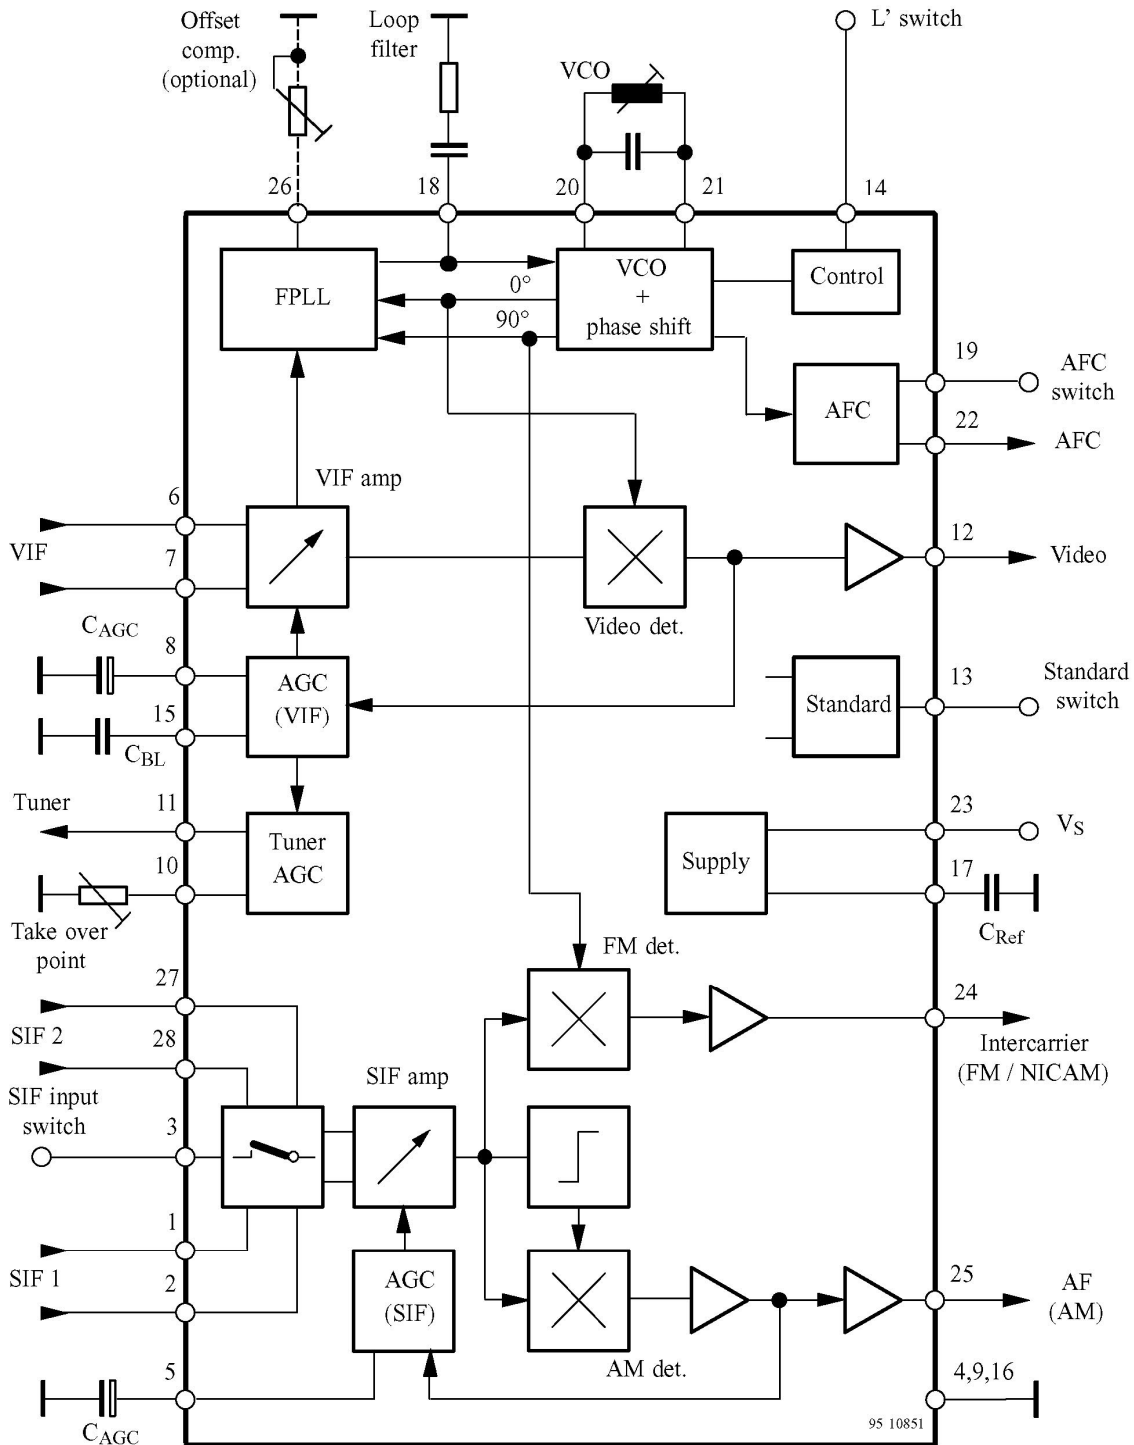 Offset
comp.
(optional)
Loop
filter
L’ switch
VCO
26
18
20
21
14
FPLL
0°
90°
VCO
+
phase shift
Control
19
AFC
switch
AFC
22
AFC
VIF amp
6
VIF
7
12
Video
Video det.
CAGC
8
15
CBL
AGC
(VIF)
Standard
13
Standard
switch
Tuner
11
10
Take over
point
Tuner
AGC
Supply
23
VS
17
CRef
FM det.
27
SIF 2
28
SIF input
switch
3
24
Intercarrier
(FM / NICAM)
SIF amp
1
SIF 1
2
AGC
(SIF)
25
AF
(AM)
AM det.
5
CAGC
4,9,16
95 10851